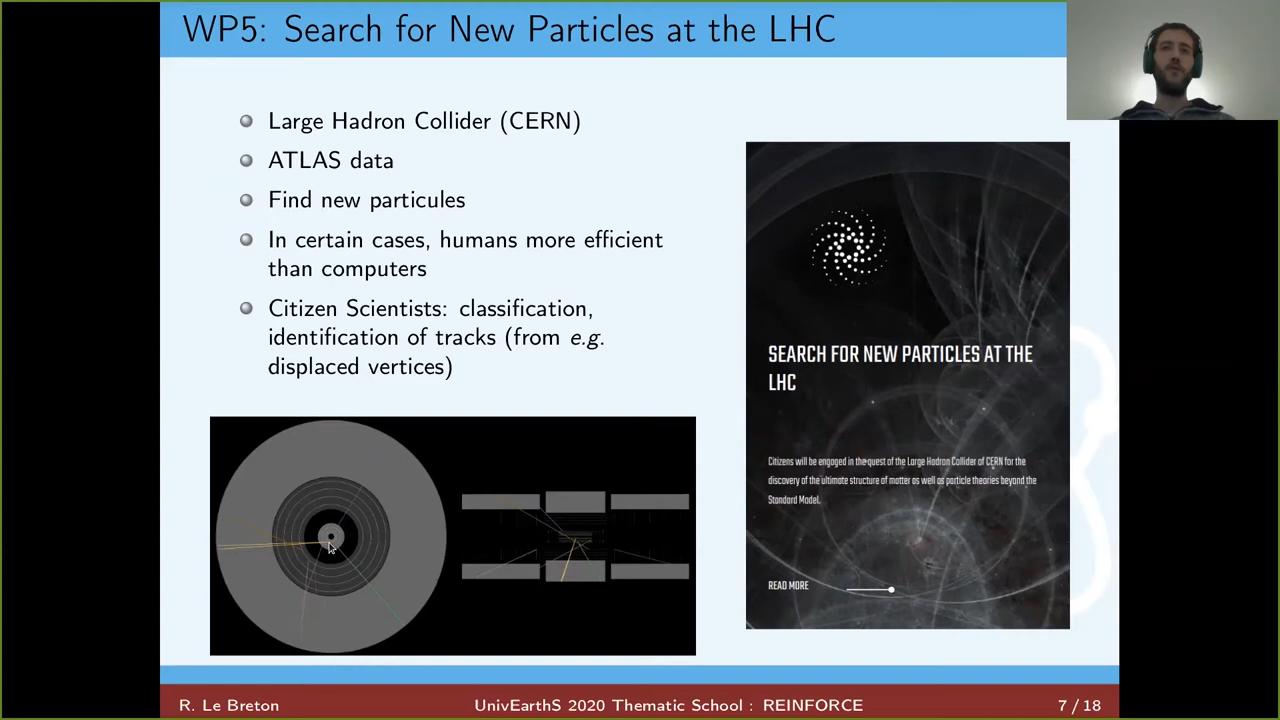 WP5: Search for New Particles at the LHC
Large Hadron Collider (CERN)
ATLAS data
Find new particules
In certain cases, humans more efficient
than computers
Citizen Scientists: classification,
identification of tracks (from e.g.
displaced vertices)
SEARCH FOR NEW PARTICLES AT THE
LHC
Citizens will be engaged in the quest of the Large Hadron Collider of CERN for the
discovery of the ultimate structure of matter as well as particle theories beyond the
Standard Model.
READ MORE
R. Le Breton
UnivEarthS 2020 Thematic School : REINFORCE
7 / 18